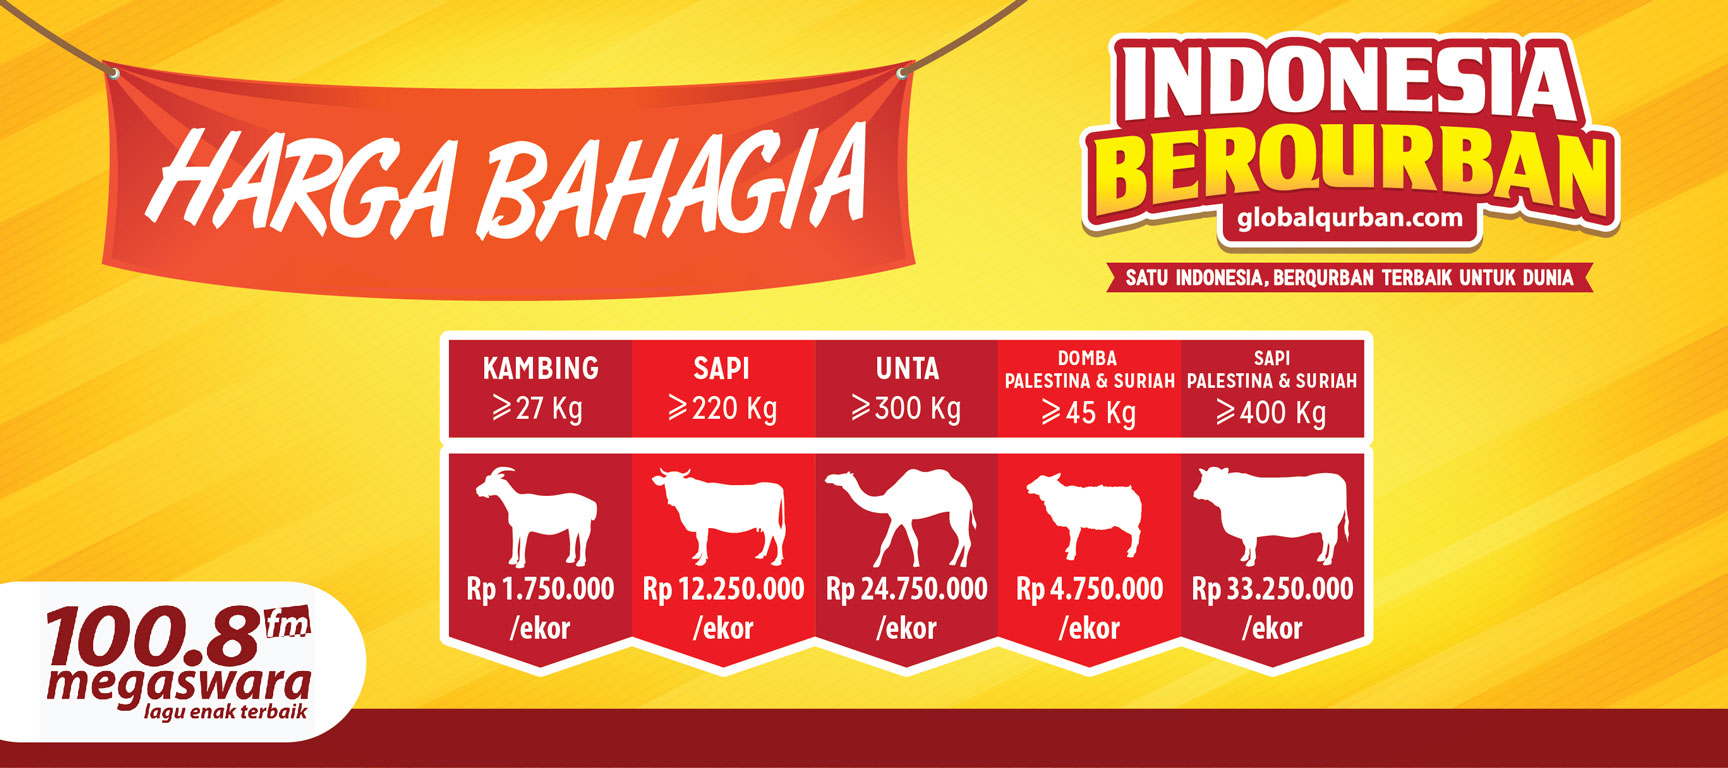 HARGA BAHAGIA
INDONESIA
BERQURBAN
globalqurban.com
SATU INDONESIA, BERQURBAN TERBAIK UNTUK DUNIA
KAMBING
⩾27 Kg
SAPI
⩾220 Kg
UNTA
⩾300 Kg
DOMBA
PALESTINA & SURIAH
⩾45 Kg
SAPI
PALESTINA & SURIAH
⩾400 Kg
Rp 1.750.000
/ekor
Rp 12.250.000
/ekor
Rp 24.750.000
/ekor
Rp 4.750.000
/ekor
Rp 33.250.000
/ekor
100.8 fm
megaswara
lagu enak terbaik